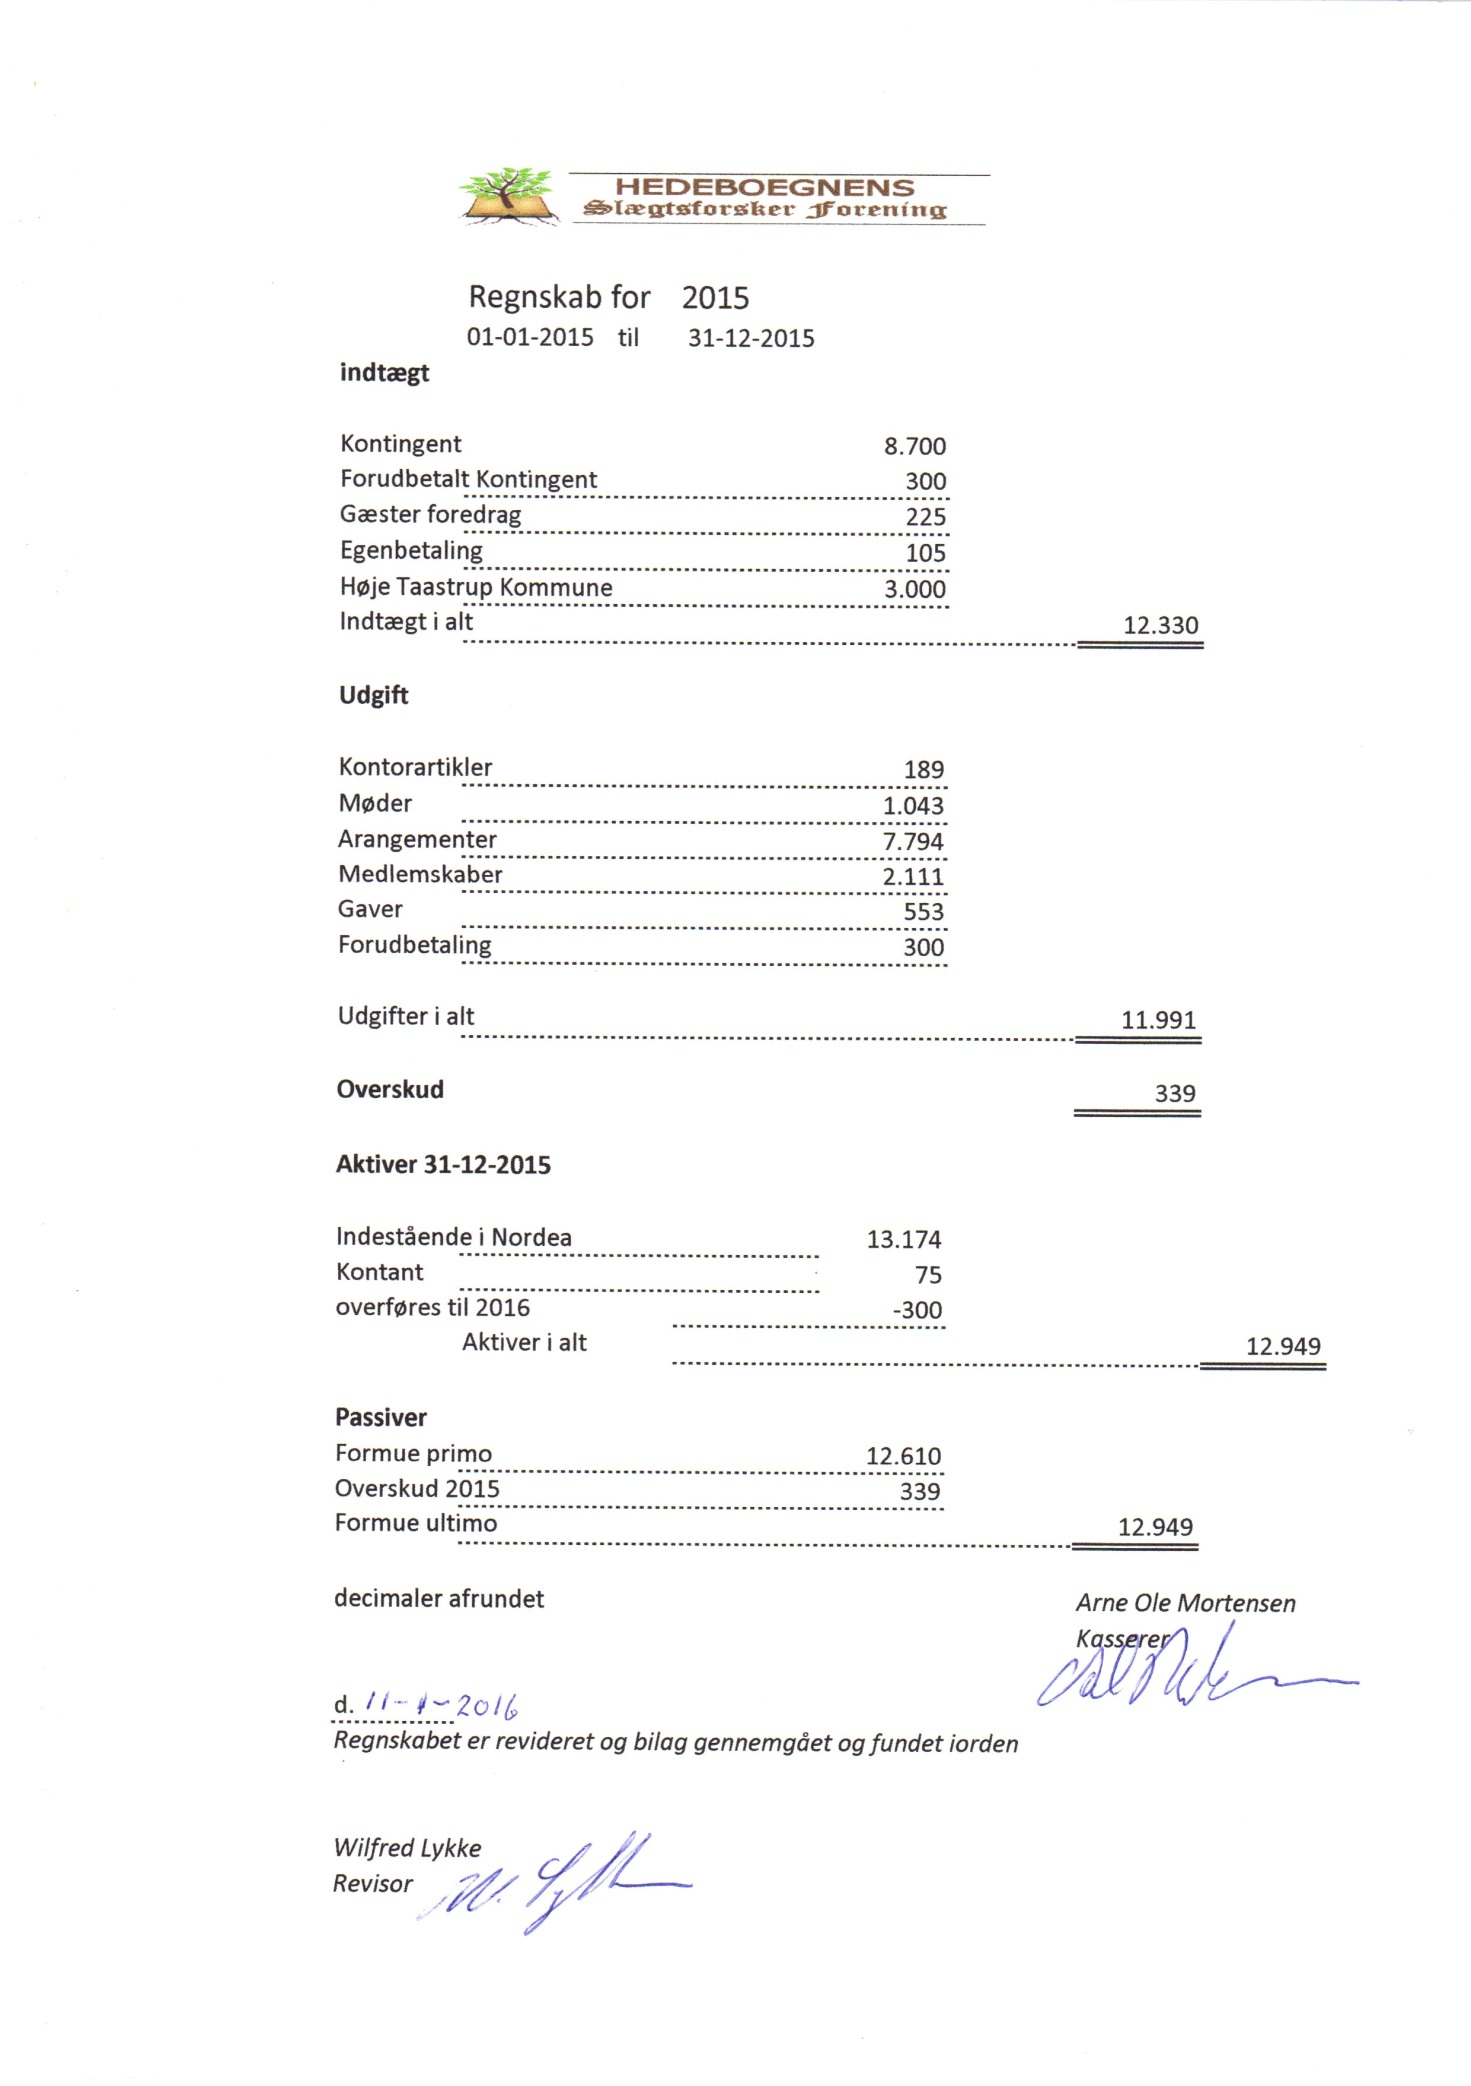 HEDEBOEGNENS
Slægtsforsker Forening
Regnskab for 2015
01-01-2015 til 31-12-2015
indtægt
Kontingent 8.700
Forudbetalt Kontingent 300
Gæster foredrag 225
Egenbetaling 105
Høje Taastrup Kommune 3.000
Indtægt i alt 12.330
Udgift
Kontorartikler 189
Møder 1.043
Arangementer 7.794
Medlemskaber 2.111
Gaver 553
Forudbetaling 300
Udgifter i alt 11.991
Overskud 339
Aktiver 31-12-2015
Indestående i Nordea 13.174
Kontant 75
overføres til 2016 -300
Aktiver i alt 12.949
Passiver
Formue primo 12.610
Overskud 2015 339
Formue ultimo 12.949
decimaler afrundet Arne Ole Mortensen
Kasserer
d. 11-1-2016
Regnskabet er revideret og bilag gennemgået og fundet iorden
Wilfred Lykke
Revisor